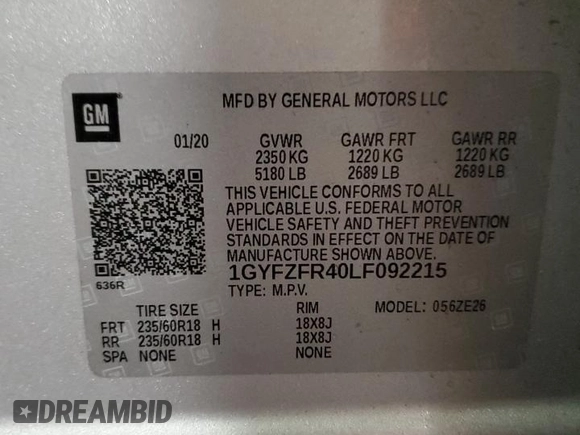 GM
MFD BY GENERAL MOTORS LLC
01/20 GVWR GAWR FRT GAWR RR
2350 KG 1220 KG 1220 KG
5180 LB 2689 LB 2689 LB
THIS VEHICLE CONFORMS TO ALL
APPLICABLE U.S. FEDERAL MOTOR
VEHICLE SAFETY AND THEFT PREVENTION
STANDARDS IN EFFECT ON THE DATE OF
MANUFACTURE SHOWN ABOVE.
1GYFZFR40LF092215
636R
TYPE: M.P.V. MODEL: 056ZE26
TIRE SIZE RIM
FRT 235/60R18 H 18X8J
RR 235/60R18 H 18X8J
SPA NONE NONE
DREAMBID